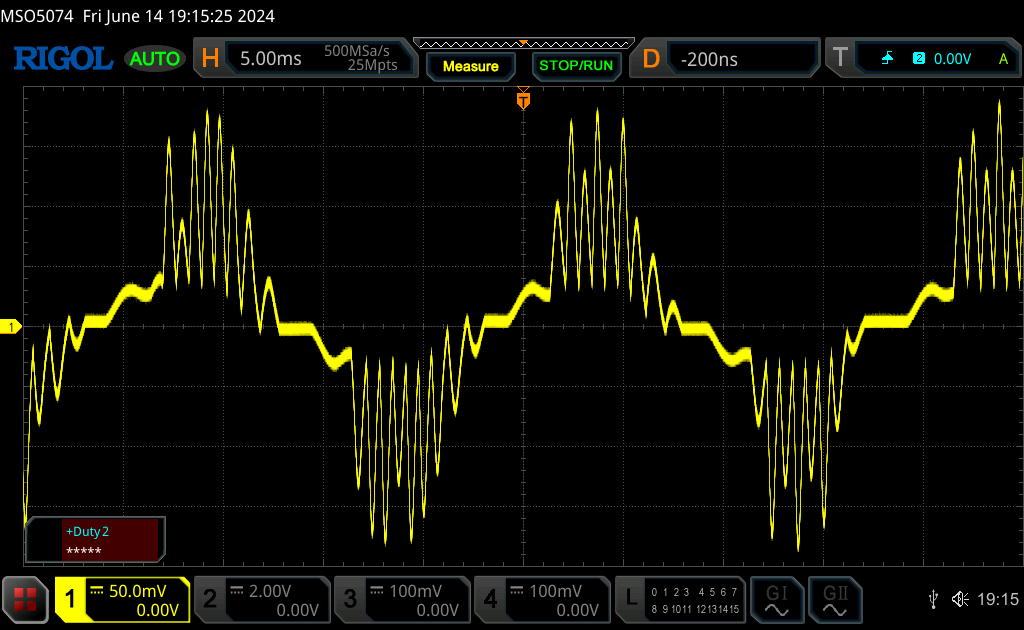 MSO5074 Fri June 14 19:15:25 2024
RIGOL AUTO H 5.00ms 500MSa/s 25Mpts Measure STOP/RUN D -200ns T 2 0.00V A
T
1
+Duty2
*****
1 50.0mV 0.00V 2 2.00V 0.00V 3 100mV 0.00V 4 100mV 0.00V L 0 1 2 3 4 5 6 7 GI GII 19:15
8 9 10 11 12 13 14 15